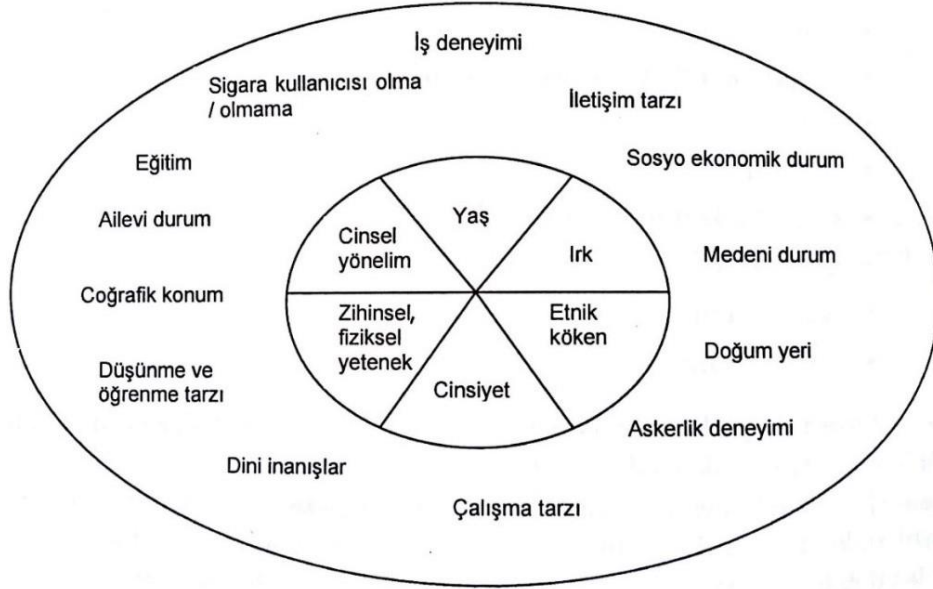 İş deneyimi
Sigara kullanıcısı olma
/ olmama
İletişim tarzı
Eğitim
Sosyo ekonomik durum
Ailevi durum
Yaş
Cinsel
yönelim
Irk
Medeni durum
Coğrafik konum
Zihinsel,
fiziksel
yetenek
Etnik
köken
Doğum yeri
Düşünme ve
öğrenme tarzı
Cinsiyet
Askerlik deneyimi
Dini inanışlar
Çalışma tarzı